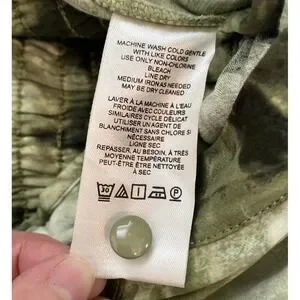 MACHINE WASH COLD GENTLE
WITH LIKE COLORS
USE ONLY NON-CHLORINE
BLEACH
LINE DRY
MEDIUM IRON AS NEEDED
MAY BE DRY CLEANED
LAVER À LA MACHINE À L'EAU
FROIDE AVEC COULEURS
SIMILAIRES CYCLE DÉLICAT
UTILISER UN AGENT DE
BLANCHIMENT SANS CHLORE SI
NÉCESSAIRE
LIGNE SEC
REPASSER, AU BESOIN, À TRÈS
MOYENNE TEMPÉRATURE
PEUT-ÊTRE ÊTRE NETTOYÉE
À SEC
30 P